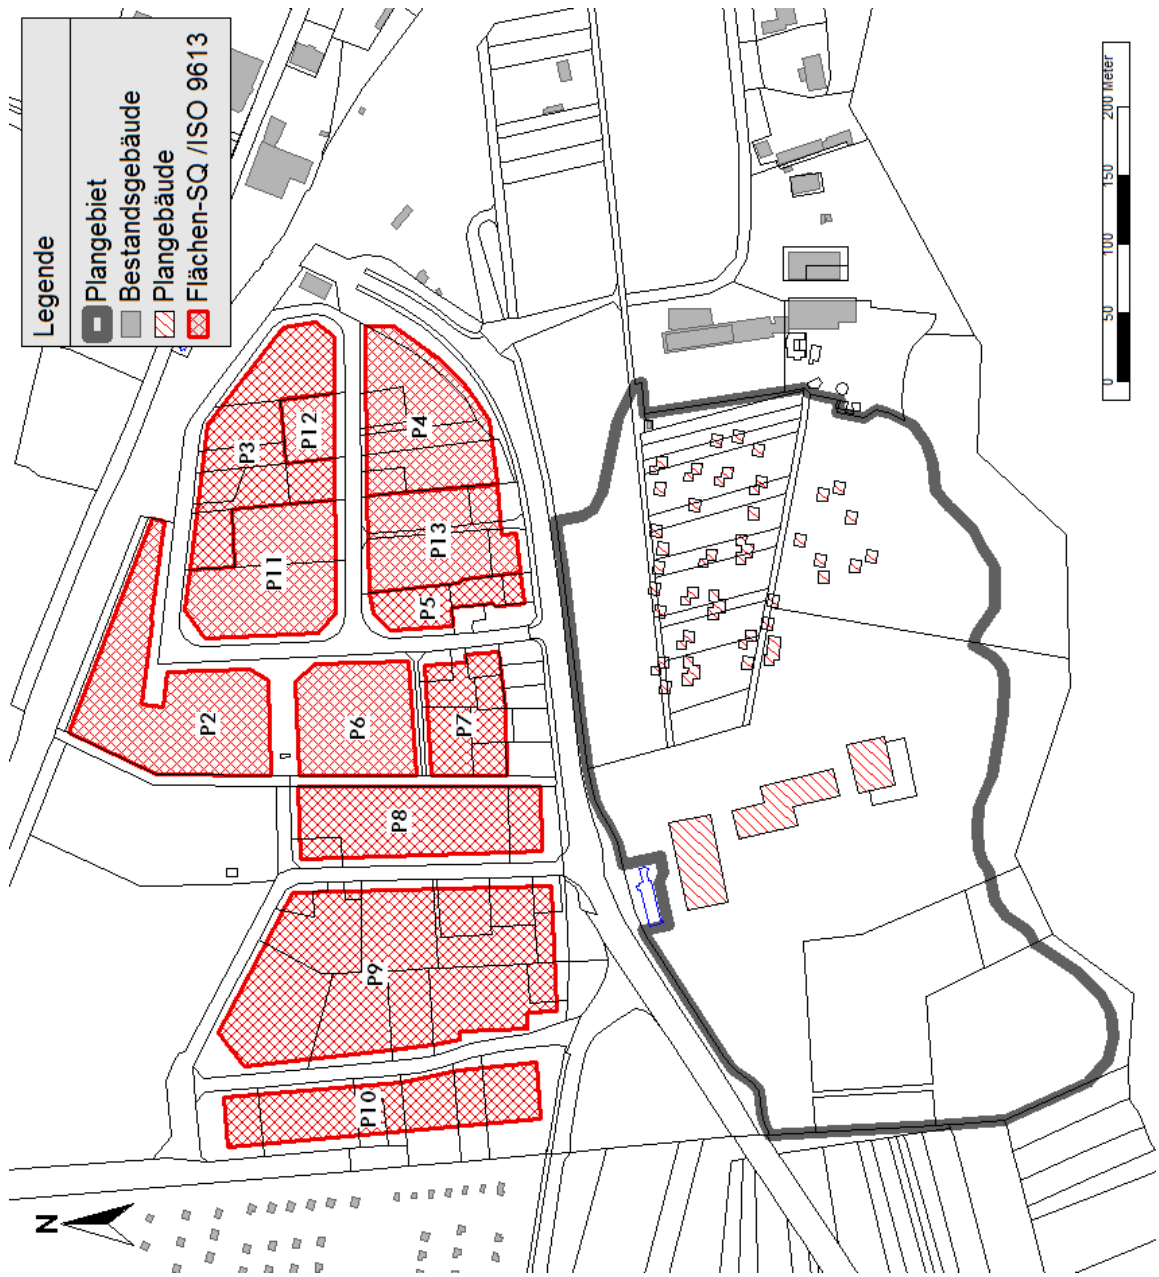 Legende
Plangebiet
Bestandsgebäude
Plangebäude
Flächen-SQ /ISO 9613
N
P10
P9
P8
P2
P6
P7
P11
P3
P12
P5
P13
P4
0 50 100 150 200 Meter